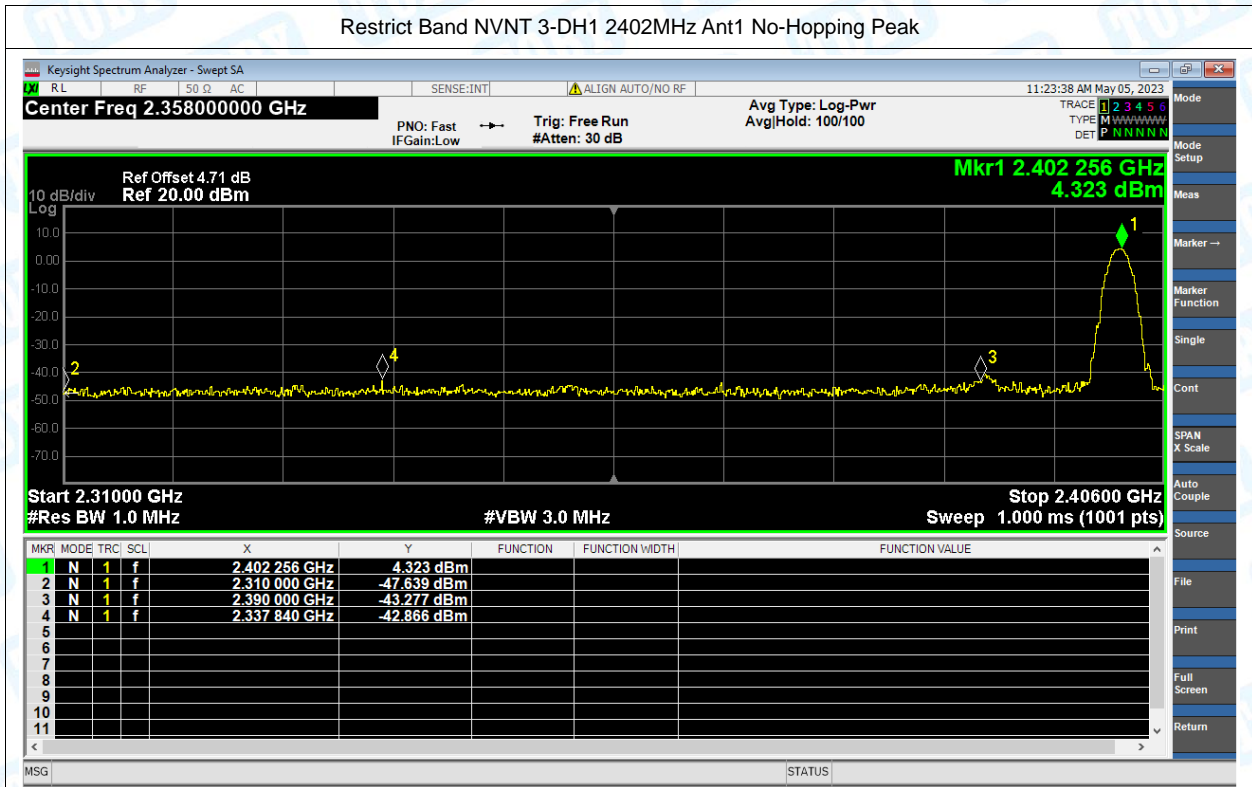 Restrict Band NVNT 3-DH1 2402MHz Ant1 No-Hopping Peak
Keysight Spectrum Analyzer - Swept SA
LXI RL RF 50 Ω AC SENSE:INT ALIGN AUTO/NO RF 11:23:38 AM May 05, 2023
Center Freq 2.358000000 GHz
PNO: Fast
IFGain:Low
Trig: Free Run
#Atten: 30 dB
Avg Type: Log-Pwr
Avg|Hold: 100/100
TRACE 1 2 3 4 5 6
TYPE M WWWWW
DET P N N N N N
Mkr1 2.402 256 GHz
4.323 dBm
Ref Offset 4.71 dB
10 dB/div Ref 20.00 dBm
Log
10.0
0.00
-10.0
-20.0
-30.0
-40.0
-50.0
-60.0
-70.0
1
2
4
3
Start 2.31000 GHz Stop 2.40600 GHz
#Res BW 1.0 MHz #VBW 3.0 MHz Sweep 1.000 ms (1001 pts)
MKR MODE TRC SCL X Y FUNCTION FUNCTION WIDTH FUNCTION VALUE
1 N 1 f 2.402 256 GHz 4.323 dBm
2 N 1 f 2.310 000 GHz -47.639 dBm
3 N 1 f 2.390 000 GHz -43.277 dBm
4 N 1 f 2.337 840 GHz -42.866 dBm
5
6
7
8
9
10
11
MSG STATUS
Mode
Mode Setup
Meas
Marker →
Marker Function
Single
Cont
SPAN
X Scale
Auto Couple
Source
File
Print
Full Screen
Return
TOBY